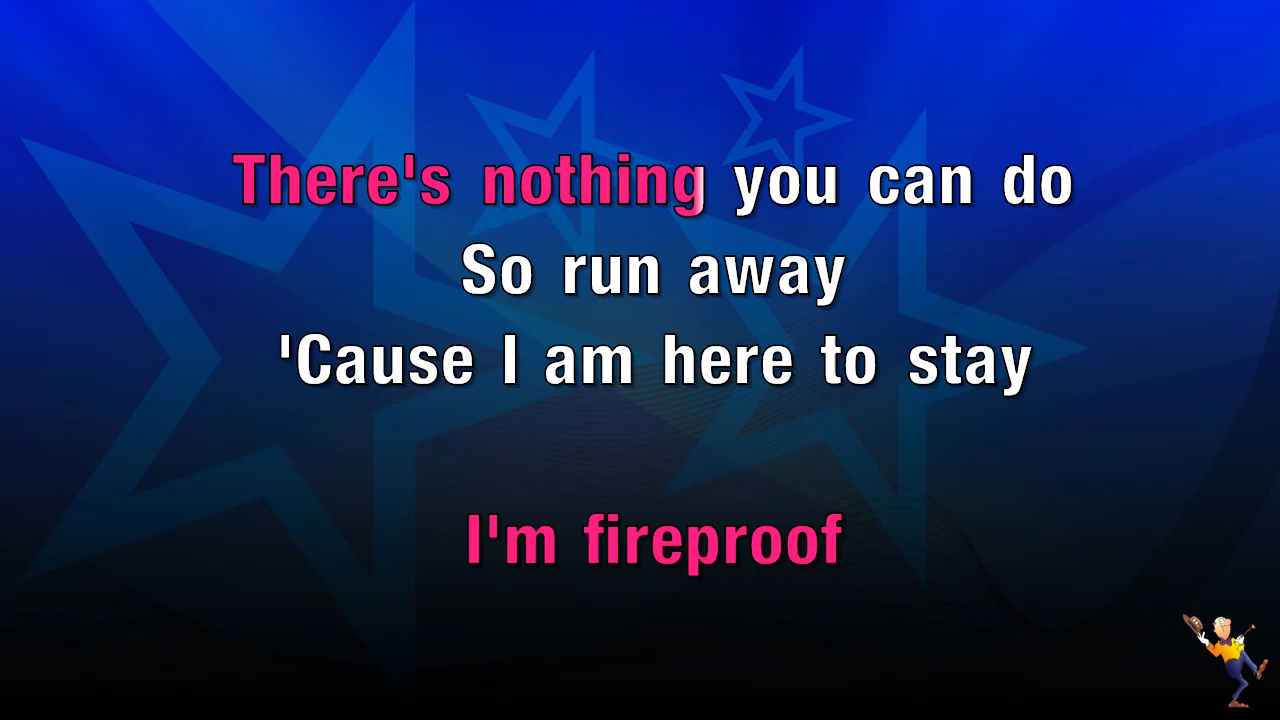 There's nothing you can do
So run away
'Cause I am here to stay
I'm fireproof